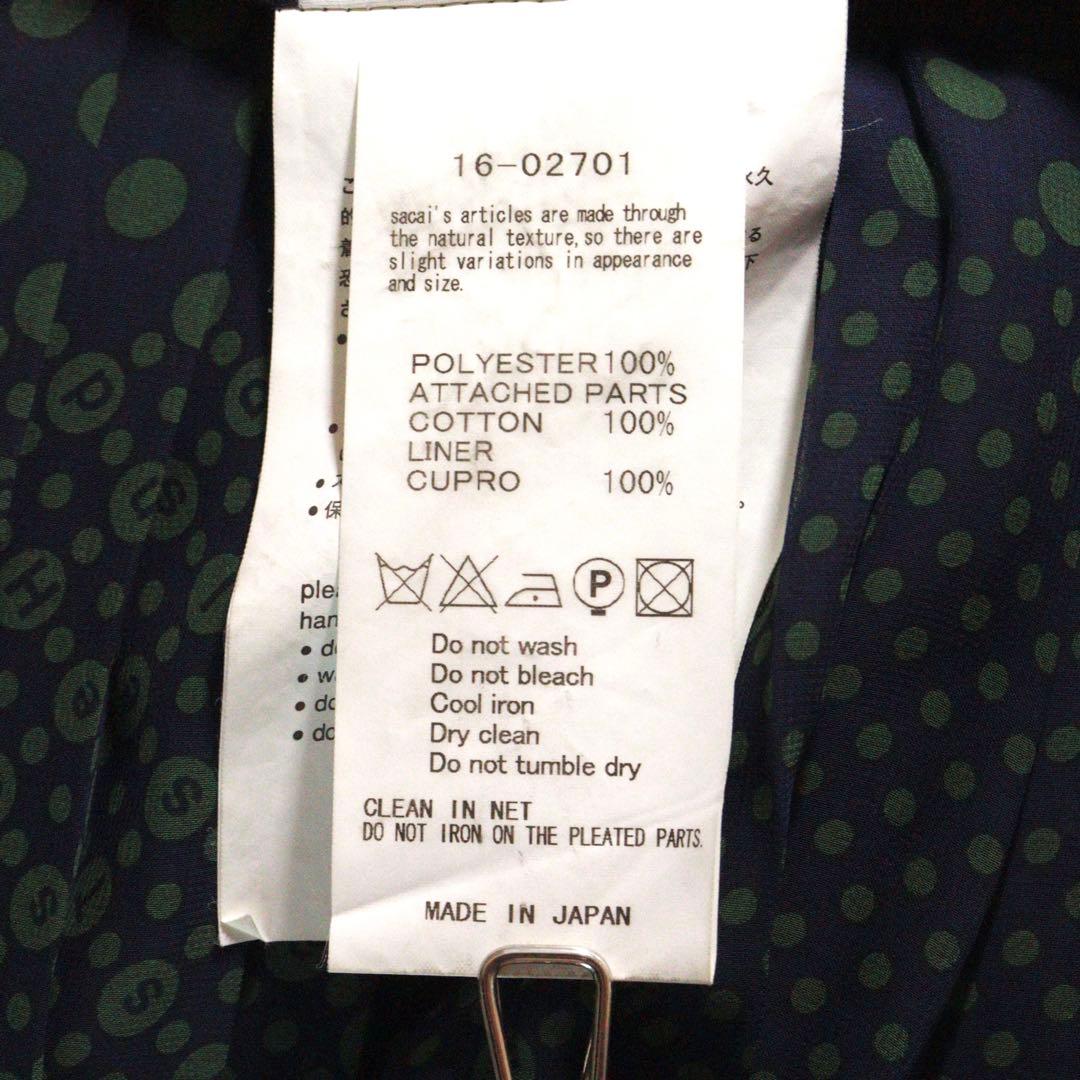 16-02701
sacai's articles are made through
the natural texture, so there are
slight variations in appearance
and size.
POLYESTER 100%
ATTACHED PARTS
COTTON 100%
LINER
CUPRO 100%
P
Do not wash
Do not bleach
Cool iron
Dry clean
Do not tumble dry
CLEAN IN NET
DO NOT IRON ON THE PLEATED PARTS.
MADE IN JAPAN